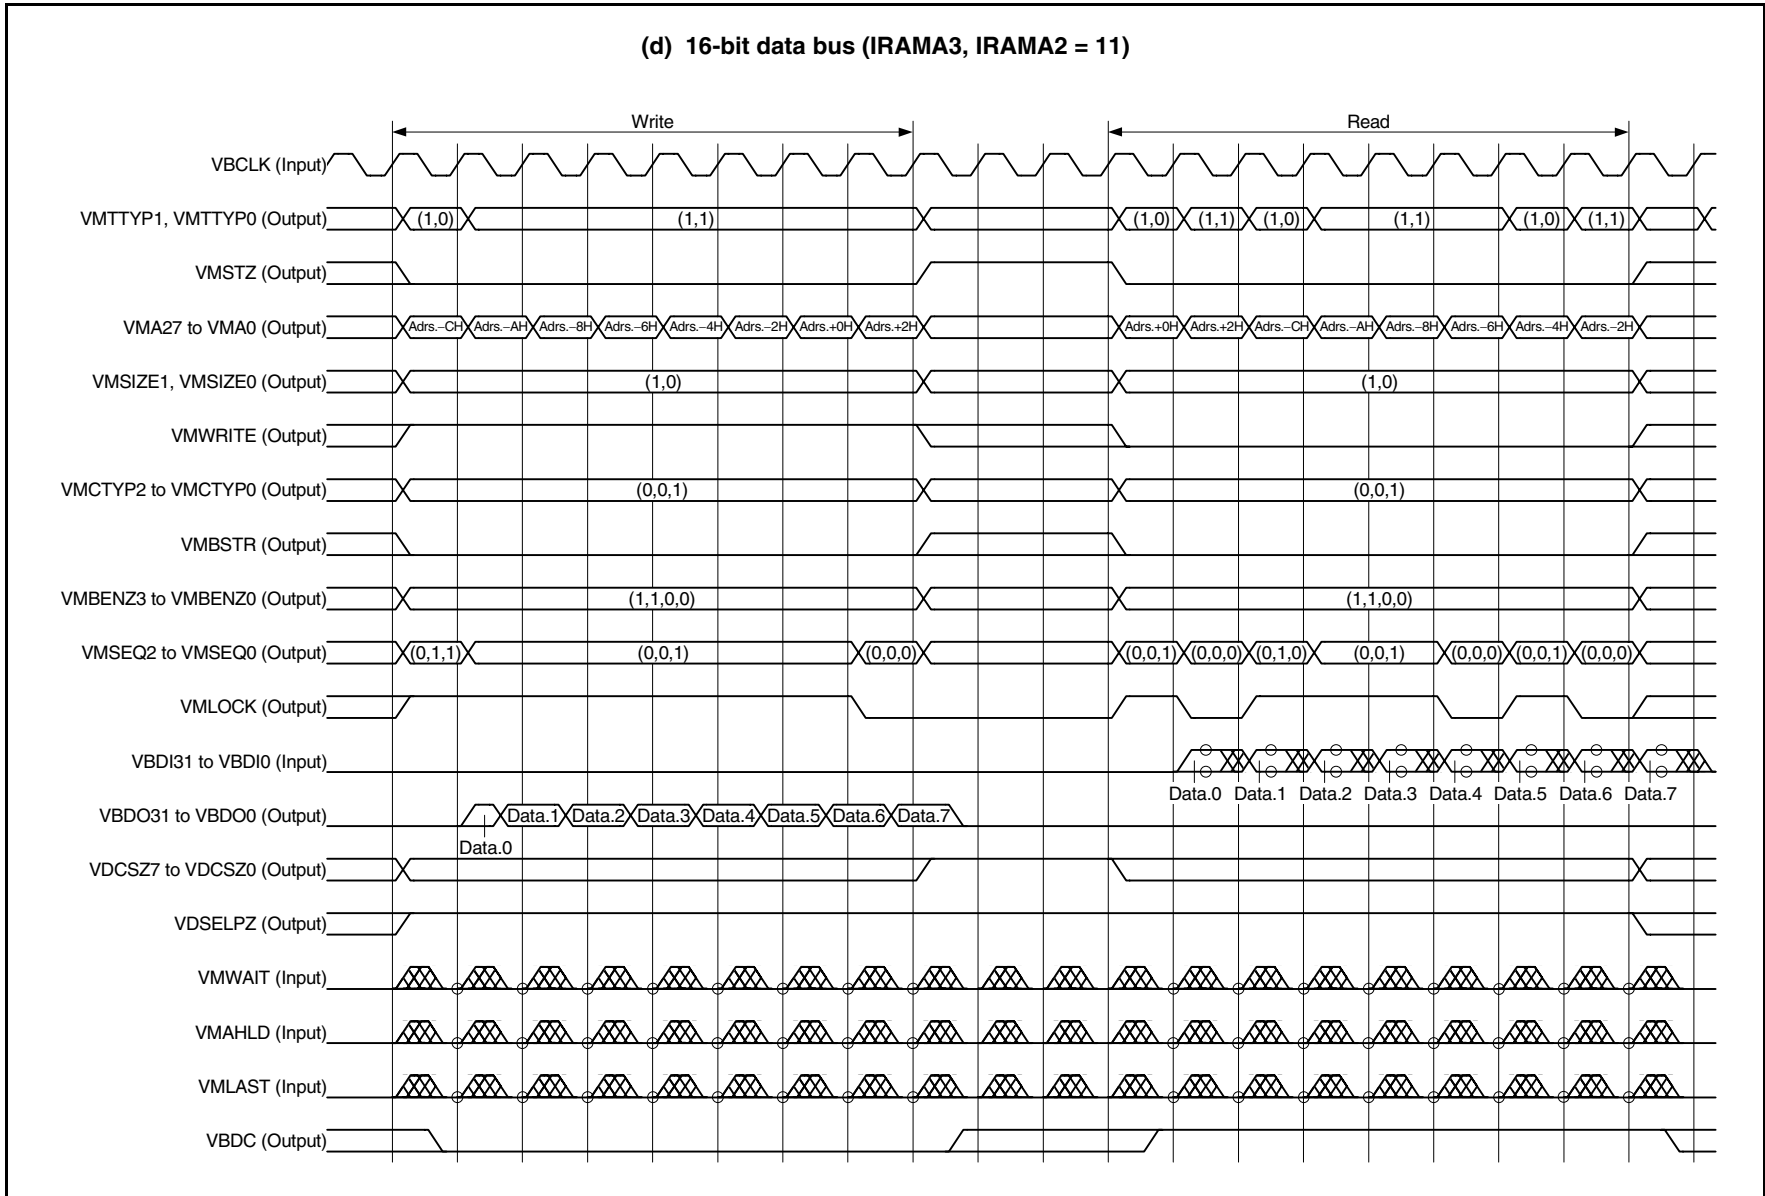 (d) 16-bit data bus (IRAMA3, IRAMA2 = 11)
Write Read
VBCLK (Input)
VMTTYP1, VMTTYP0 (Output) (1,0) (1,1) (1,0) (1,1) (1,0) (1,1) (1,0) (1,1)
VMSTZ (Output)
VMA27 to VMA0 (Output) Adrs.−CH Adrs.−AH Adrs.−8H Adrs.−6H Adrs.−4H Adrs.−2H Adrs.+0H Adrs.+2H Adrs.+0H Adrs.+2H Adrs.−CH Adrs.−AH Adrs.−8H Adrs.−6H Adrs.−4H Adrs.−2H
VMSIZE1, VMSIZE0 (Output) (1,0) (1,0)
VMWRITE (Output)
VMCTYP2 to VMCTYP0 (Output) (0,0,1) (0,0,1)
VMBSTR (Output)
VMBENZ3 to VMBENZ0 (Output) (1,1,0,0) (1,1,0,0)
VMSEQ2 to VMSEQ0 (Output) (0,1,1) (0,0,1) (0,0,0) (0,0,1) (0,0,0) (0,1,0) (0,0,1) (0,0,0) (0,0,1) (0,0,0)
VMLOCK (Output)
VBDI31 to VBDI0 (Input)
Data.0 Data.1 Data.2 Data.3 Data.4 Data.5 Data.6 Data.7
VBDO31 to VBDO0 (Output) Data.1 Data.2 Data.3 Data.4 Data.5 Data.6 Data.7
Data.0
VDCSZ7 to VDCSZ0 (Output)
VDSELPZ (Output)
VMWAIT (Input)
VMAHLD (Input)
VMLAST (Input)
VBDC (Output)